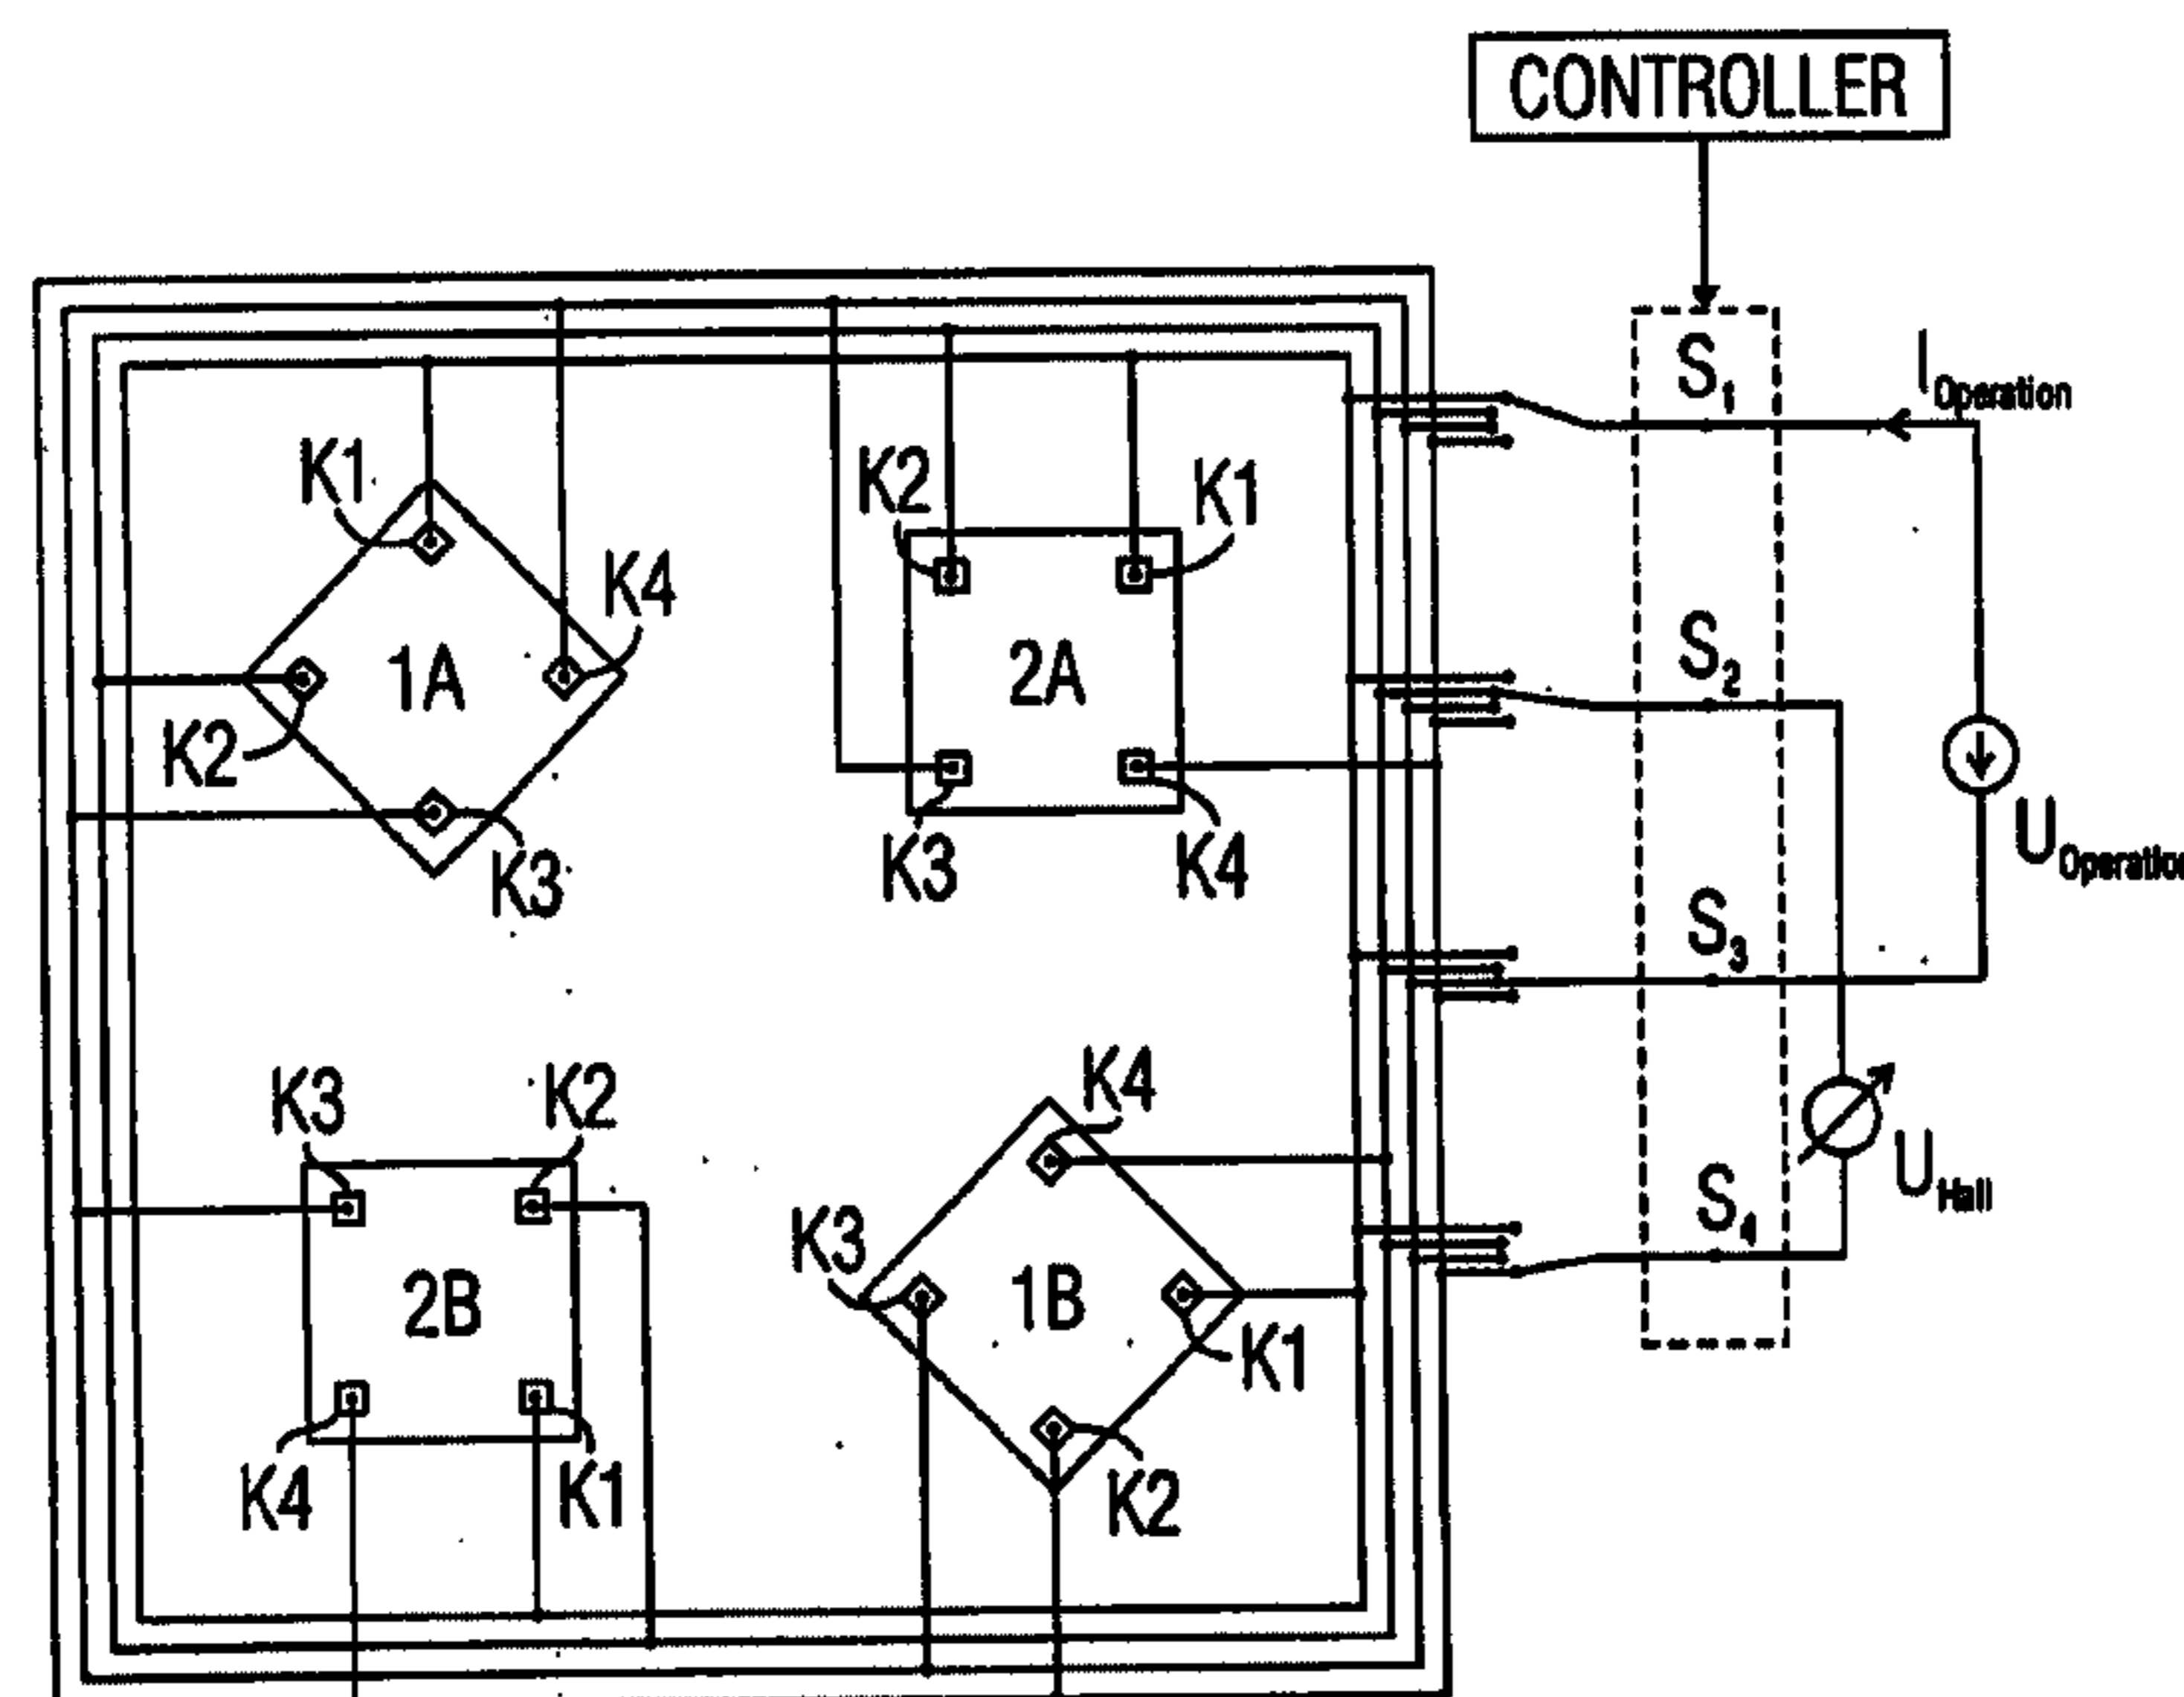 CONTROLLER
S1
IOperation
K1
K2
K1
K4
1A
2A
S2
K2
UOperation
K3
K3
K4
S3
K3
K2
K4
UHall
S4
K3
2B
1B
K1
K4
K1
K2